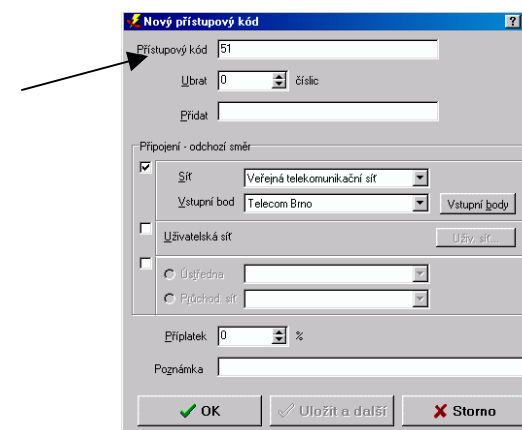 Nový přístupový kód ?
Přístupový kód 51
Ubrat 0 číslic
Přidat
Připojení - odchozí směr
Síť Veřejná telekomunikační síť
Vstupní bod Telecom Brno Vstupní body
Uživatelská síť Uživ. síť...
Ústředna
Průchod. síť
Příplatek 0 %
Poznámka
OK Uložit a další Storno